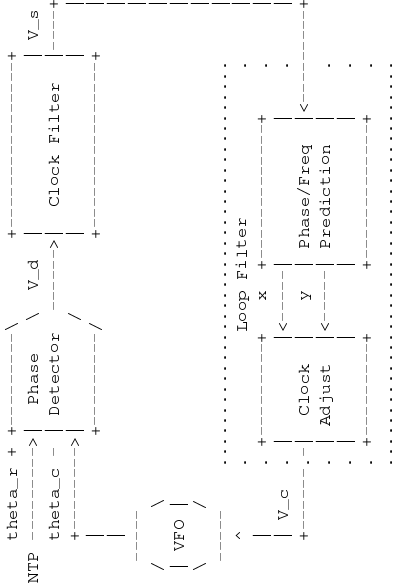 theta_r + Phase V_d Clock Filter V_s
NTP
theta_c - Detector
VFO
Loop Filter
V_c Clock x Phase/Freq
Adjust y Prediction